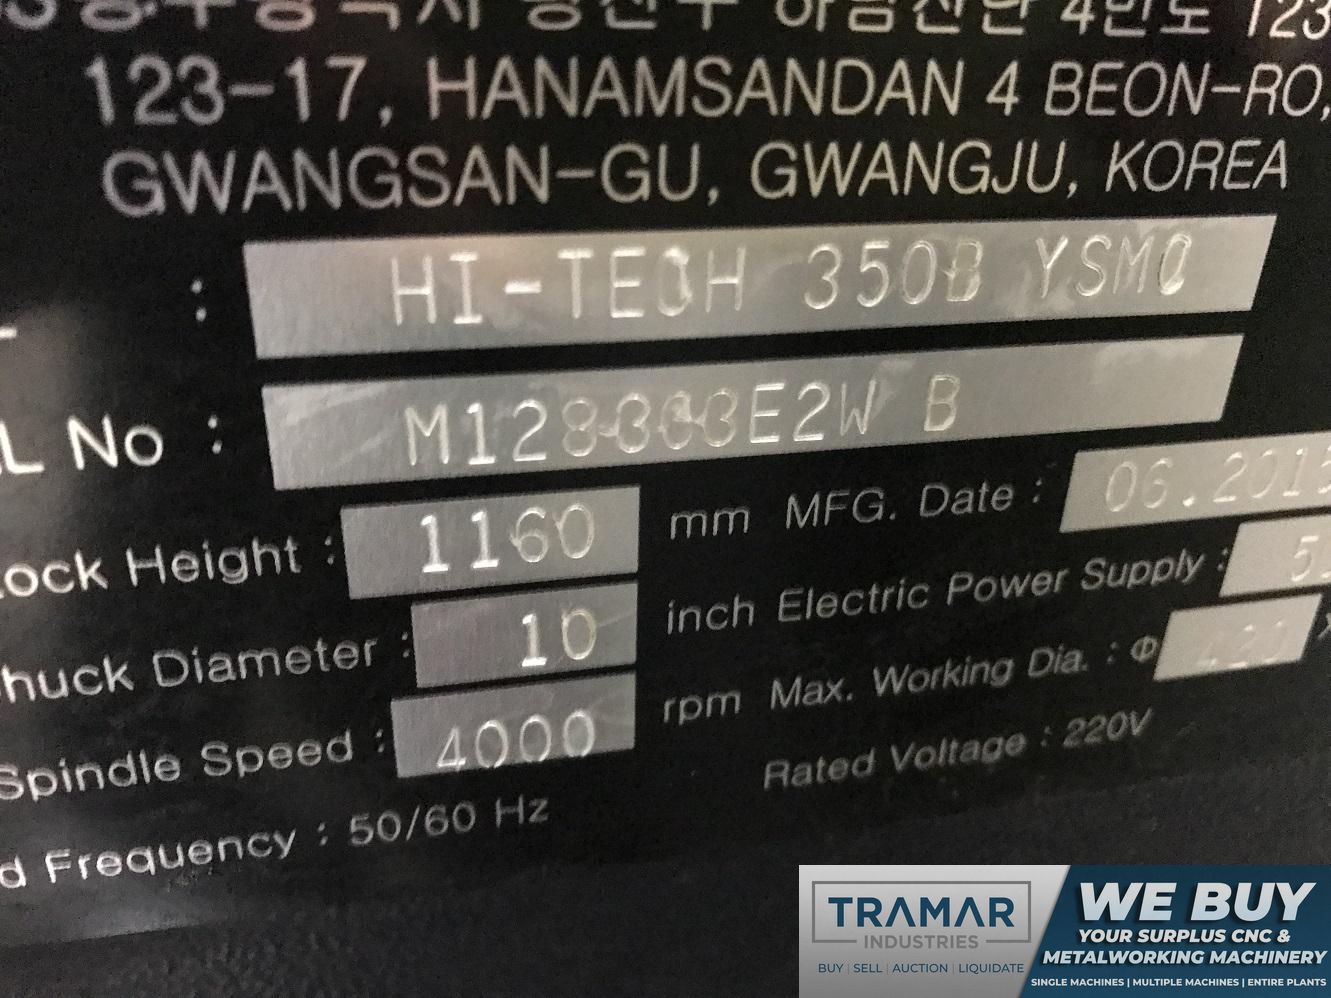 123-17, HANAMSANDAN 4 BEON-RO,
GWANGSAN-GU, GWANGJU, KOREA
: HI-TECH 350B YSMC
L No : M128303E2W B
ock Height : 1160 mm MFG. Date : 06.2015
huck Diameter : 10 inch Electric Power Supply :
Spindle Speed : 4000 rpm Max. Working Dia. : Φ
d Frequency : 50/60 Hz Rated Voltage : 220V
TRAMAR
INDUSTRIES
BUY | SELL | AUCTION | LIQUIDATE
WE BUY
YOUR SURPLUS CNC &
METALWORKING MACHINERY
SINGLE MACHINES | MULTIPLE MACHINES | ENTIRE PLANTS